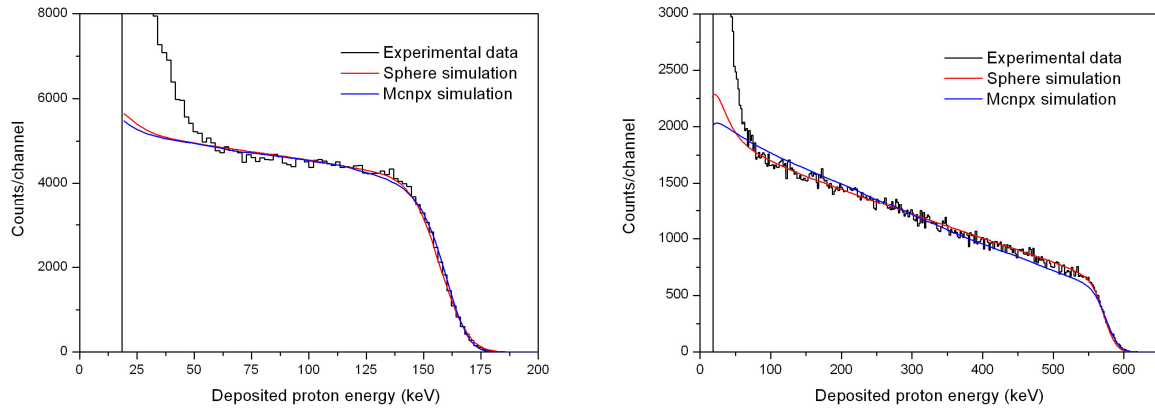 8000
6000
4000
2000
0
Counts/channel
Experimental data
Sphere simulation
Mcnpx simulation
0 25 50 75 100 125 150 175 200
Deposited proton energy (keV)
3000
2500
2000
1500
1000
500
0
Counts/channel
Experimental data
Sphere simulation
Mcnpx simulation
0 100 200 300 400 500 600
Deposited proton energy (keV)